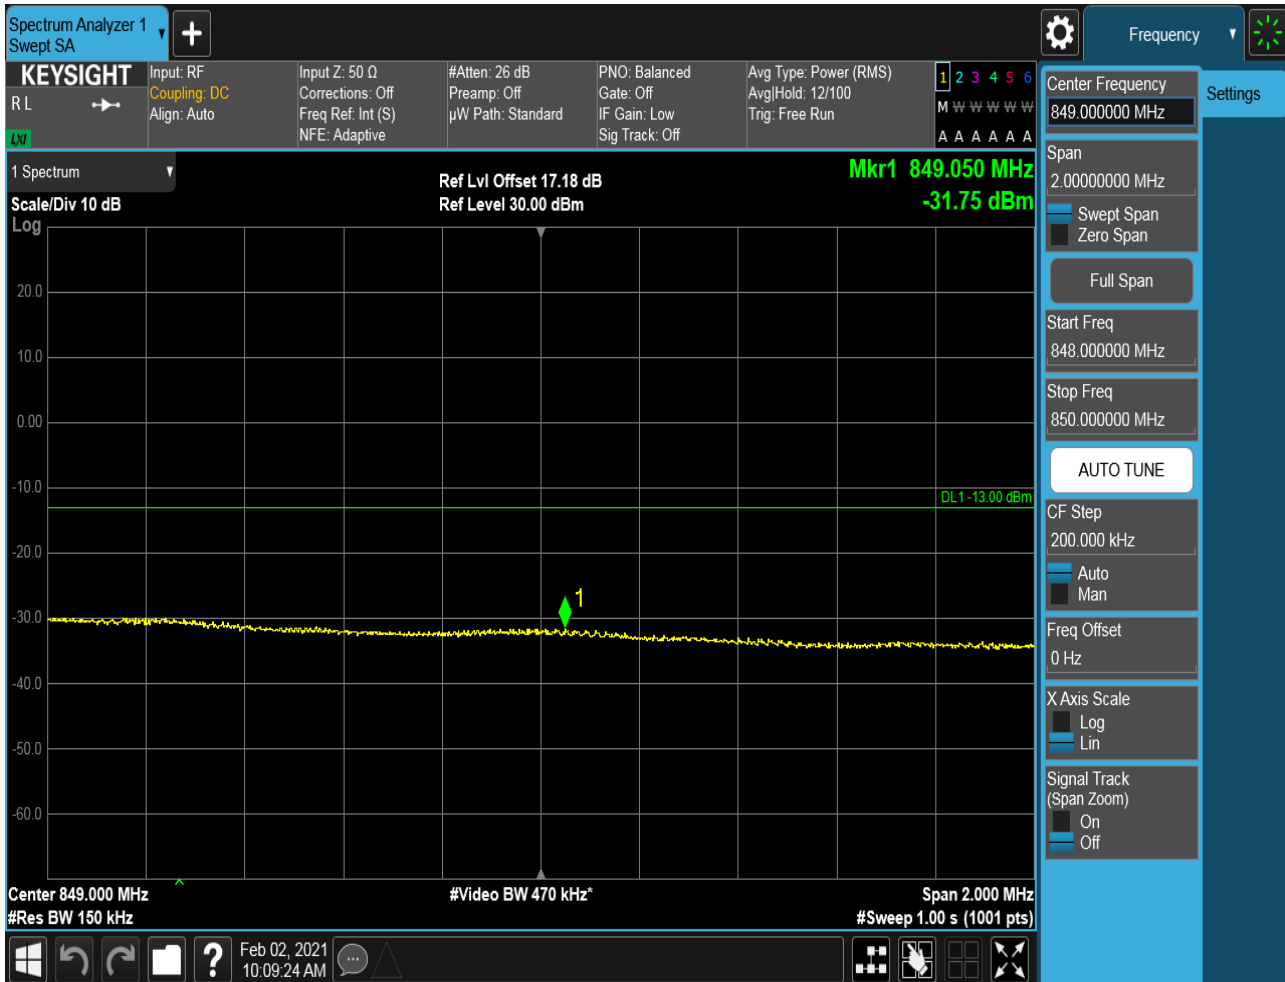 Spectrum Analyzer 1
Swept SA
Frequency
KEYSIGHT
R L
LXI
Input: RF
Coupling: DC
Align: Auto
Input Z: 50 Ω
Corrections: Off
Freq Ref: Int (S)
NFE: Adaptive
#Atten: 26 dB
Preamp: Off
µW Path: Standard
PNO: Balanced
Gate: Off
IF Gain: Low
Sig Track: Off
Avg Type: Power (RMS)
Avg|Hold: 12/100
Trig: Free Run
1 2 3 4 5 6
M W W W W W
A A A A A A
1 Spectrum
Scale/Div 10 dB
Log
Ref Lvl Offset 17.18 dB
Ref Level 30.00 dBm
Mkr1 849.050 MHz
-31.75 dBm
20.0
10.0
0.00
-10.0
DL1 -13.00 dBm
-20.0
1
-30.0
-40.0
-50.0
-60.0
Center 849.000 MHz
#Video BW 470 kHz*
Span 2.000 MHz
#Res BW 150 kHz
#Sweep 1.00 s (1001 pts)
?
Feb 02, 2021
10:09:24 AM
Center Frequency
849.000000 MHz
Settings
Span
2.00000000 MHz
Swept Span
Zero Span
Full Span
Start Freq
848.000000 MHz
Stop Freq
850.000000 MHz
AUTO TUNE
CF Step
200.000 kHz
Auto
Man
Freq Offset
0 Hz
X Axis Scale
Log
Lin
Signal Track
(Span Zoom)
On
Off